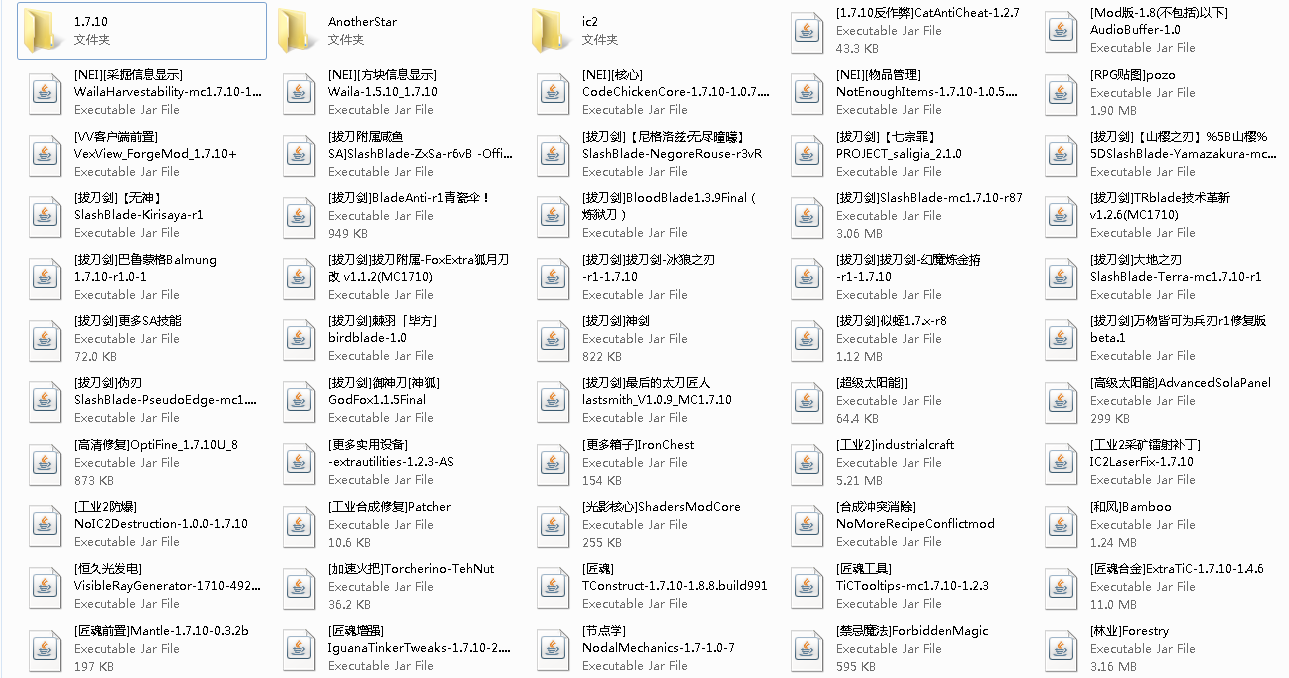 1.7.10
文件夹
AnotherStar
文件夹
ic2
文件夹
[1.7.10反作弊]CatAntiCheat-1.2.7
Executable Jar File
43.3 KB
[Mod版-1.8(不包括)以下]
AudioBuffer-1.0
Executable Jar File
[NEI][采掘信息显示]
WailaHarvestability-mc1.7.10-1...
Executable Jar File
[NEI][方块信息显示]
Waila-1.5.10_1.7.10
Executable Jar File
[NEI][核心]
CodeChickenCore-1.7.10-1.0.7....
Executable Jar File
[NEI][物品管理]
NotEnoughItems-1.7.10-1.0.5....
Executable Jar File
[RPG贴图]pozo
Executable Jar File
1.90 MB
[VV客户端前置]
VexView_ForgeMod_1.7.10+
Executable Jar File
[拔刀附属咸鱼
SA]SlashBlade-ZxSa-r6vB -Offi...
Executable Jar File
[拔刀剑]【尼格洛兹·无尽曈曚】
SlashBlade-NegoreRouse-r3vR
Executable Jar File
[拔刀剑]【七宗罪】
PROJECT_saligia_2.1.0
Executable Jar File
[拔刀剑]【山樱之刃】%5B山樱%
5DSlashBlade-Yamazakura-mc...
Executable Jar File
[拔刀剑]【无神】
SlashBlade-Kirisaya-r1
Executable Jar File
[拔刀剑]BladeAnti-r1青瓷伞！
Executable Jar File
949 KB
[拔刀剑]BloodBlade1.3.9Final（
炼狱刀）
Executable Jar File
[拔刀剑]SlashBlade-mc1.7.10-r87
Executable Jar File
3.06 MB
[拔刀剑]TRblade技术革新
v1.2.6(MC1710)
Executable Jar File
[拔刀剑]巴鲁蒙格Balmung
1.7.10-r1.0-1
Executable Jar File
[拔刀剑]拔刀附属-FoxExtra狐月刀
改 v1.1.2(MC1710)
Executable Jar File
[拔刀剑]拔刀剑-冰狼之刃
-r1-1.7.10
Executable Jar File
[拔刀剑]拔刀剑-幻魔炼金掊
-r1-1.7.10
Executable Jar File
[拔刀剑]大地之刃
SlashBlade-Terra-mc1.7.10-r1
Executable Jar File
[拔刀剑]更多SA技能
Executable Jar File
72.0 KB
[拔刀剑]棘羽「毕方」
birdblade-1.0
Executable Jar File
[拔刀剑]神剑
Executable Jar File
822 KB
[拔刀剑]似蛭1.7.x-r8
Executable Jar File
1.12 MB
[拔刀剑]万物皆可为兵刃r1修复版
beta.1
Executable Jar File
[拔刀剑]伪刃
SlashBlade-PseudoEdge-mc1....
Executable Jar File
[拔刀剑]御神刀[神狐]
GodFox1.1.5Final
Executable Jar File
[拔刀剑]最后的太刀匠人
lastsmith_V1.0.9_MC1.7.10
Executable Jar File
[超级太阳能]]
Executable Jar File
64.4 KB
[高级太阳能]AdvancedSolaPanel
Executable Jar File
299 KB
[高清修复]OptiFine_1.7.10U_8
Executable Jar File
873 KB
[更多实用设备]
-extrautilities-1.2.3-AS
Executable Jar File
[更多箱子]IronChest
Executable Jar File
154 KB
[工业2]industrialcraft
Executable Jar File
5.21 MB
[工业2采矿镭射补丁]
IC2LaserFix-1.7.10
Executable Jar File
[工业2防爆]
NoIC2Destruction-1.0.0-1.7.10
Executable Jar File
[工业合成修复]Patcher
Executable Jar File
10.6 KB
[光影核心]ShadersModCore
Executable Jar File
255 KB
[合成冲突消除]
NoMoreRecipeConflictmod
Executable Jar File
[和风]Bamboo
Executable Jar File
1.24 MB
[恒久光发电]
VisibleRayGenerator-1710-492...
Executable Jar File
[加速火把]Torcherino-TehNut
Executable Jar File
36.2 KB
[匠魂]
TConstruct-1.7.10-1.8.8.build991
Executable Jar File
[匠魂工具]
TiCTooltips-mc1.7.10-1.2.3
Executable Jar File
[匠魂合金]ExtraTiC-1.7.10-1.4.6
Executable Jar File
11.0 MB
[匠魂前置]Mantle-1.7.10-0.3.2b
Executable Jar File
197 KB
[匠魂增强]
IguanaTinkerTweaks-1.7.10-2....
Executable Jar File
[节点学]
NodalMechanics-1.7-1.0-7
Executable Jar File
[禁忌魔法]ForbiddenMagic
Executable Jar File
595 KB
[林业]Forestry
Executable Jar File
3.16 MB